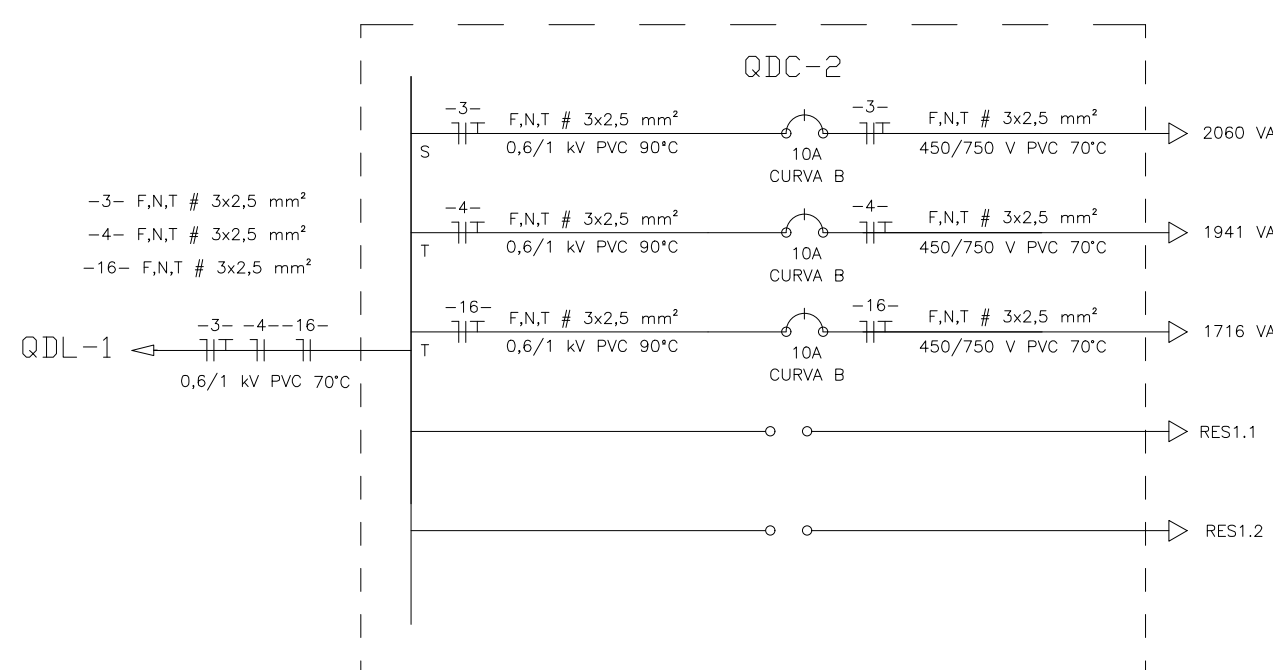 QDC-2
-3-
F,N,T # 3x2,5 mm²
0,6/1 kV PVC 90°C
S
10A
CURVA B
-3-
F,N,T # 3x2,5 mm²
450/750 V PVC 70°C
2060 VA
-3- F,N,T # 3x2,5 mm²
-4- F,N,T # 3x2,5 mm²
-16- F,N,T # 3x2,5 mm²
-4-
F,N,T # 3x2,5 mm²
0,6/1 kV PVC 90°C
T
10A
CURVA B
-4-
F,N,T # 3x2,5 mm²
450/750 V PVC 70°C
1941 VA
-16-
F,N,T # 3x2,5 mm²
0,6/1 kV PVC 90°C
T
10A
CURVA B
-16-
F,N,T # 3x2,5 mm²
450/750 V PVC 70°C
1716 VA
-3- -4- -16-
QDL-1
0,6/1 kV PVC 70°C
RES1.1
RES1.2